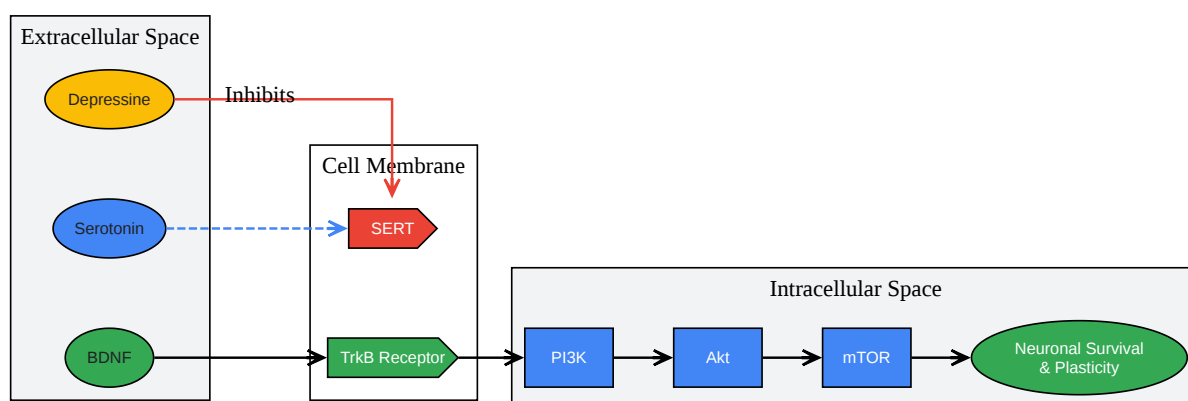 Extracellular Space
Depressine
Inhibits
Cell Membrane
Serotonin
SERT
Intracellular Space
BDNF
TrkB Receptor
PI3K
Akt
mTOR
Neuronal Survival
& Plasticity